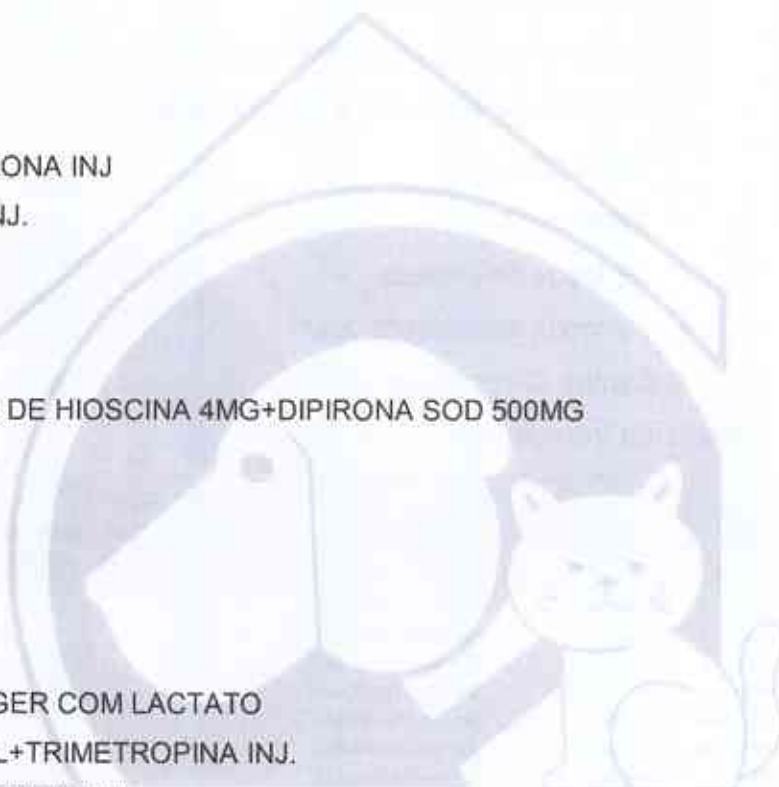 ONA INJ
NJ.
DE HIOSCINA 4MG+DIPIRONA SOD 500MG
GER COM LACTATO
L+TRIMETROPINA INJ.